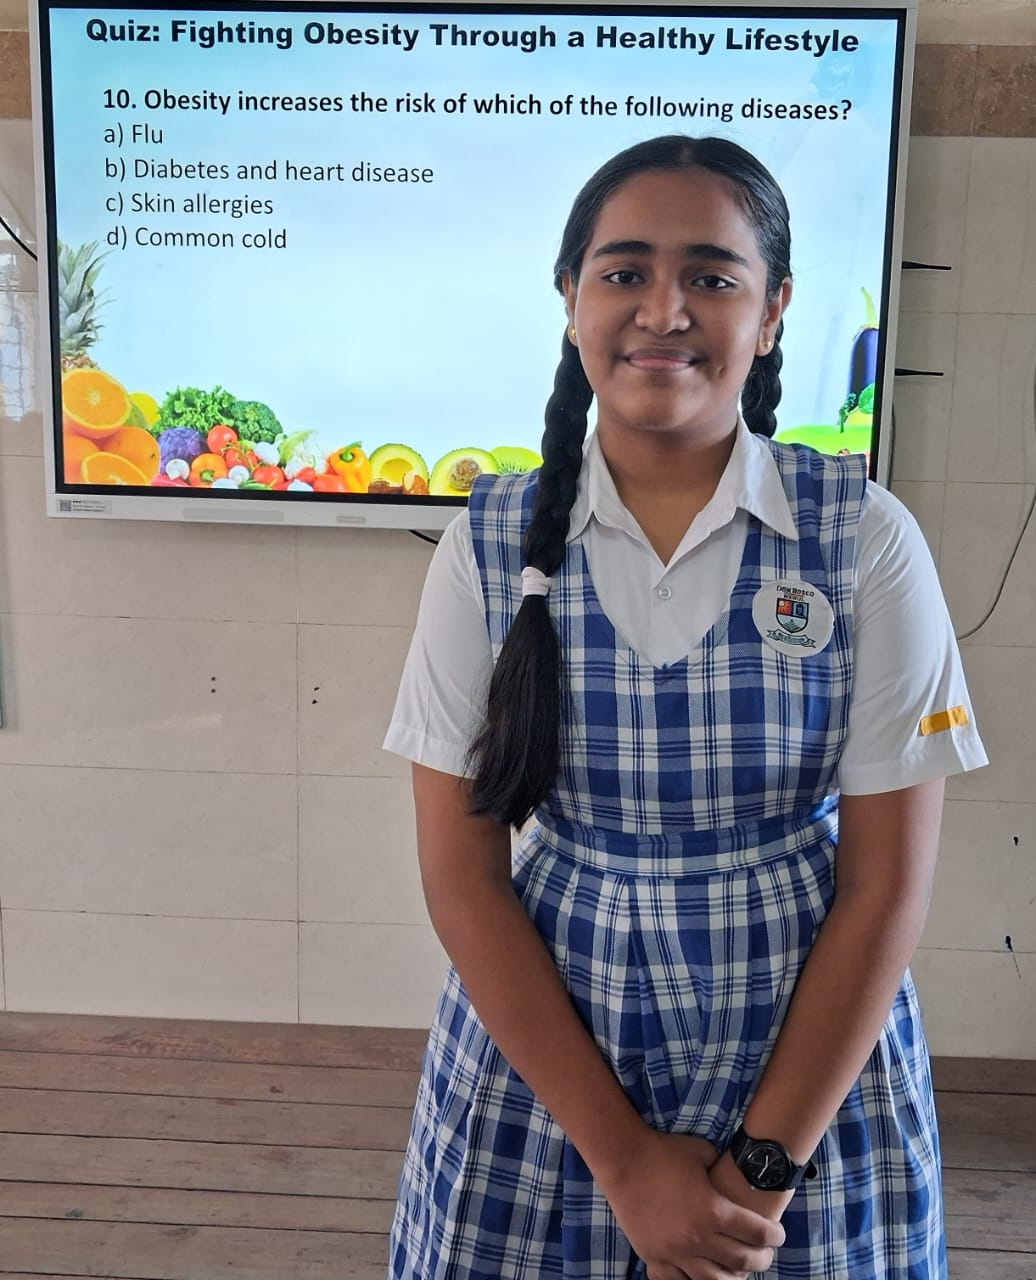 Quiz: Fighting Obesity Through a Healthy Lifestyle
10. Obesity increases the risk of which of the following diseases?
a) Flu
b) Diabetes and heart disease
c) Skin allergies
d) Common cold
DON BOSCO
NERUL